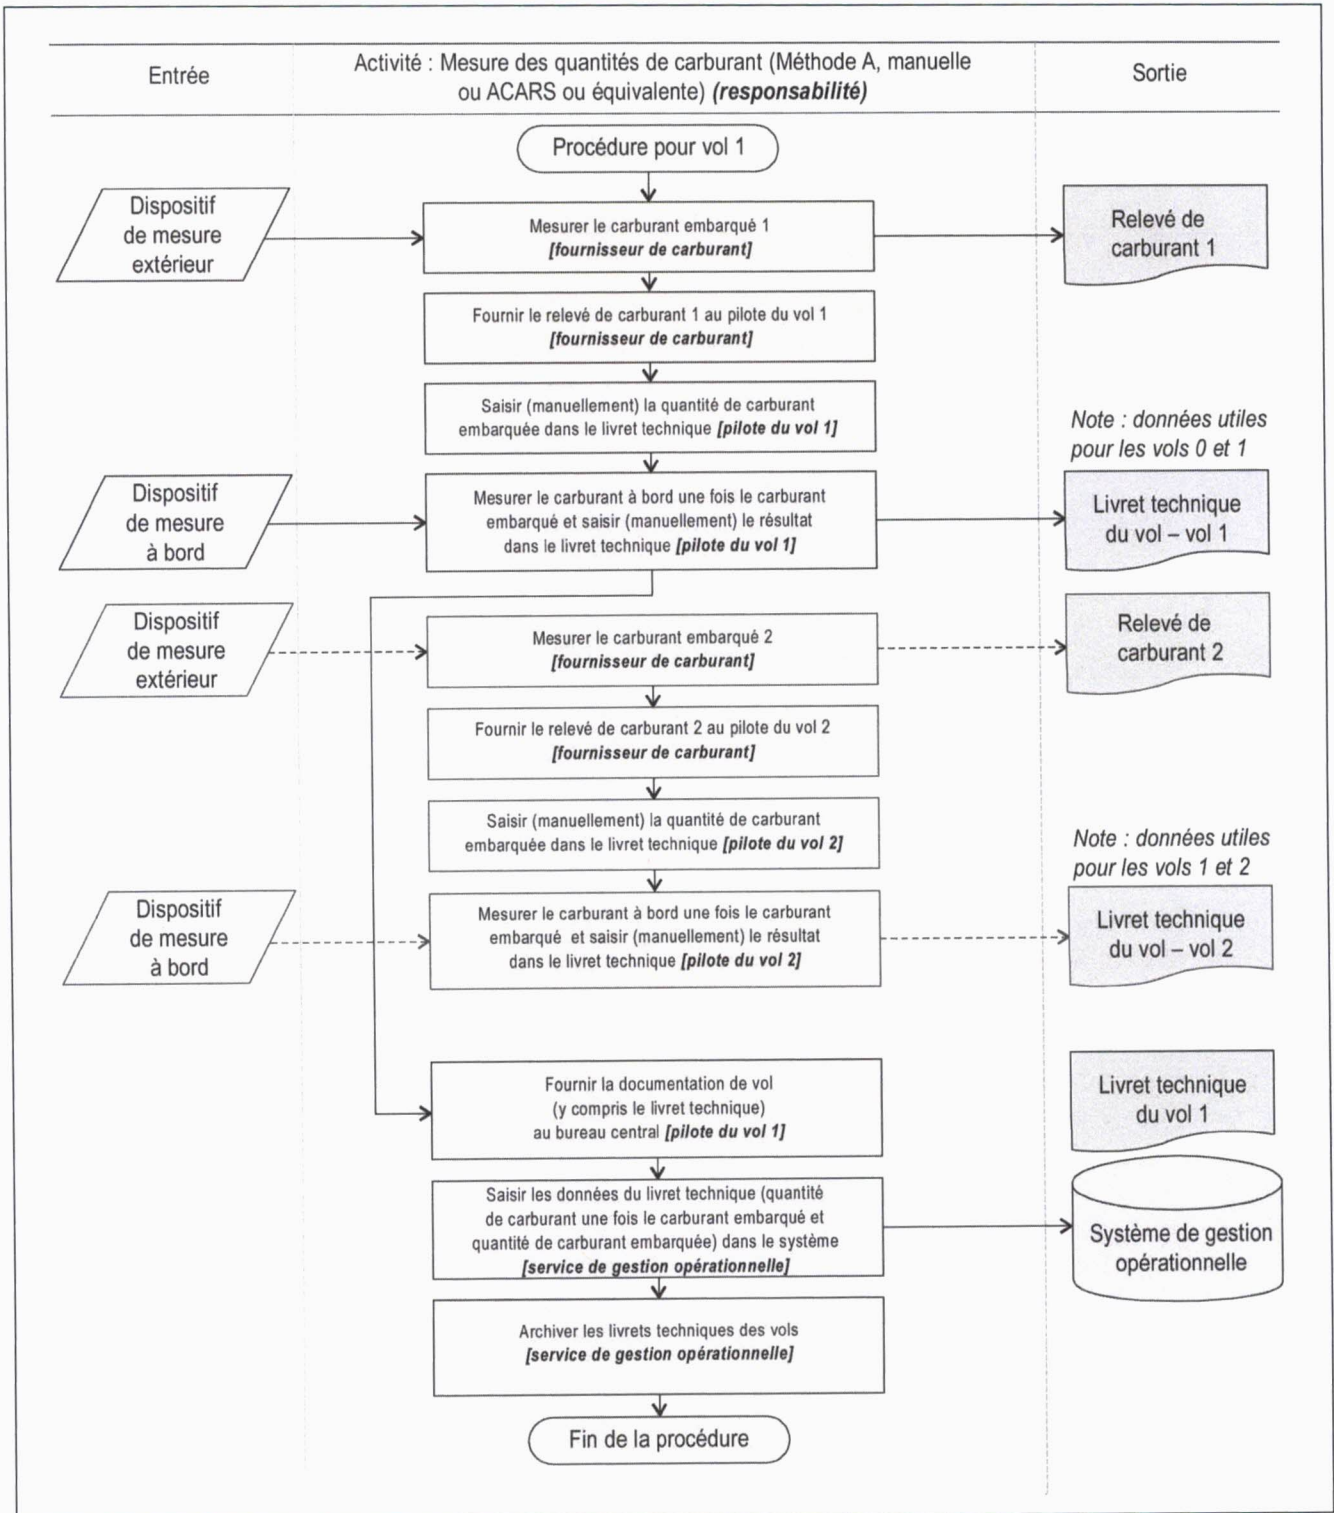 Entrée
Activité : Mesure des quantités de carburant (Méthode A, manuelle
ou ACARS ou équivalente) (responsabilité)
Sortie
Procédure pour vol 1
Dispositif
de mesure
extérieur
Mesurer le carburant embarqué 1
[fournisseur de carburant]
Relevé de
carburant 1
Fournir le relevé de carburant 1 au pilote du vol 1
[fournisseur de carburant]
Saisir (manuellement) la quantité de carburant
embarquée dans le livret technique [pilote du vol 1]
Note : données utiles
pour les vols 0 et 1
Dispositif
de mesure
à bord
Mesurer le carburant à bord une fois le carburant
embarqué et saisir (manuellement) le résultat
dans le livret technique [pilote du vol 1]
Livret technique
du vol – vol 1
Dispositif
de mesure
extérieur
Mesurer le carburant embarqué 2
[fournisseur de carburant]
Relevé de
carburant 2
Fournir le relevé de carburant 2 au pilote du vol 2
[fournisseur de carburant]
Saisir (manuellement) la quantité de carburant
embarquée dans le livret technique [pilote du vol 2]
Note : données utiles
pour les vols 1 et 2
Dispositif
de mesure
à bord
Mesurer le carburant à bord une fois le carburant
embarqué et saisir (manuellement) le résultat
dans le livret technique [pilote du vol 2]
Livret technique
du vol – vol 2
Fournir la documentation de vol
(y compris le livret technique)
au bureau central [pilote du vol 1]
Livret technique
du vol 1
Saisir les données du livret technique (quantité
de carburant une fois le carburant embarqué et
quantité de carburant embarquée) dans le système
[service de gestion opérationnelle]
Système de gestion
opérationnelle
Archiver les livrets techniques des vols
[service de gestion opérationnelle]
Fin de la procédure